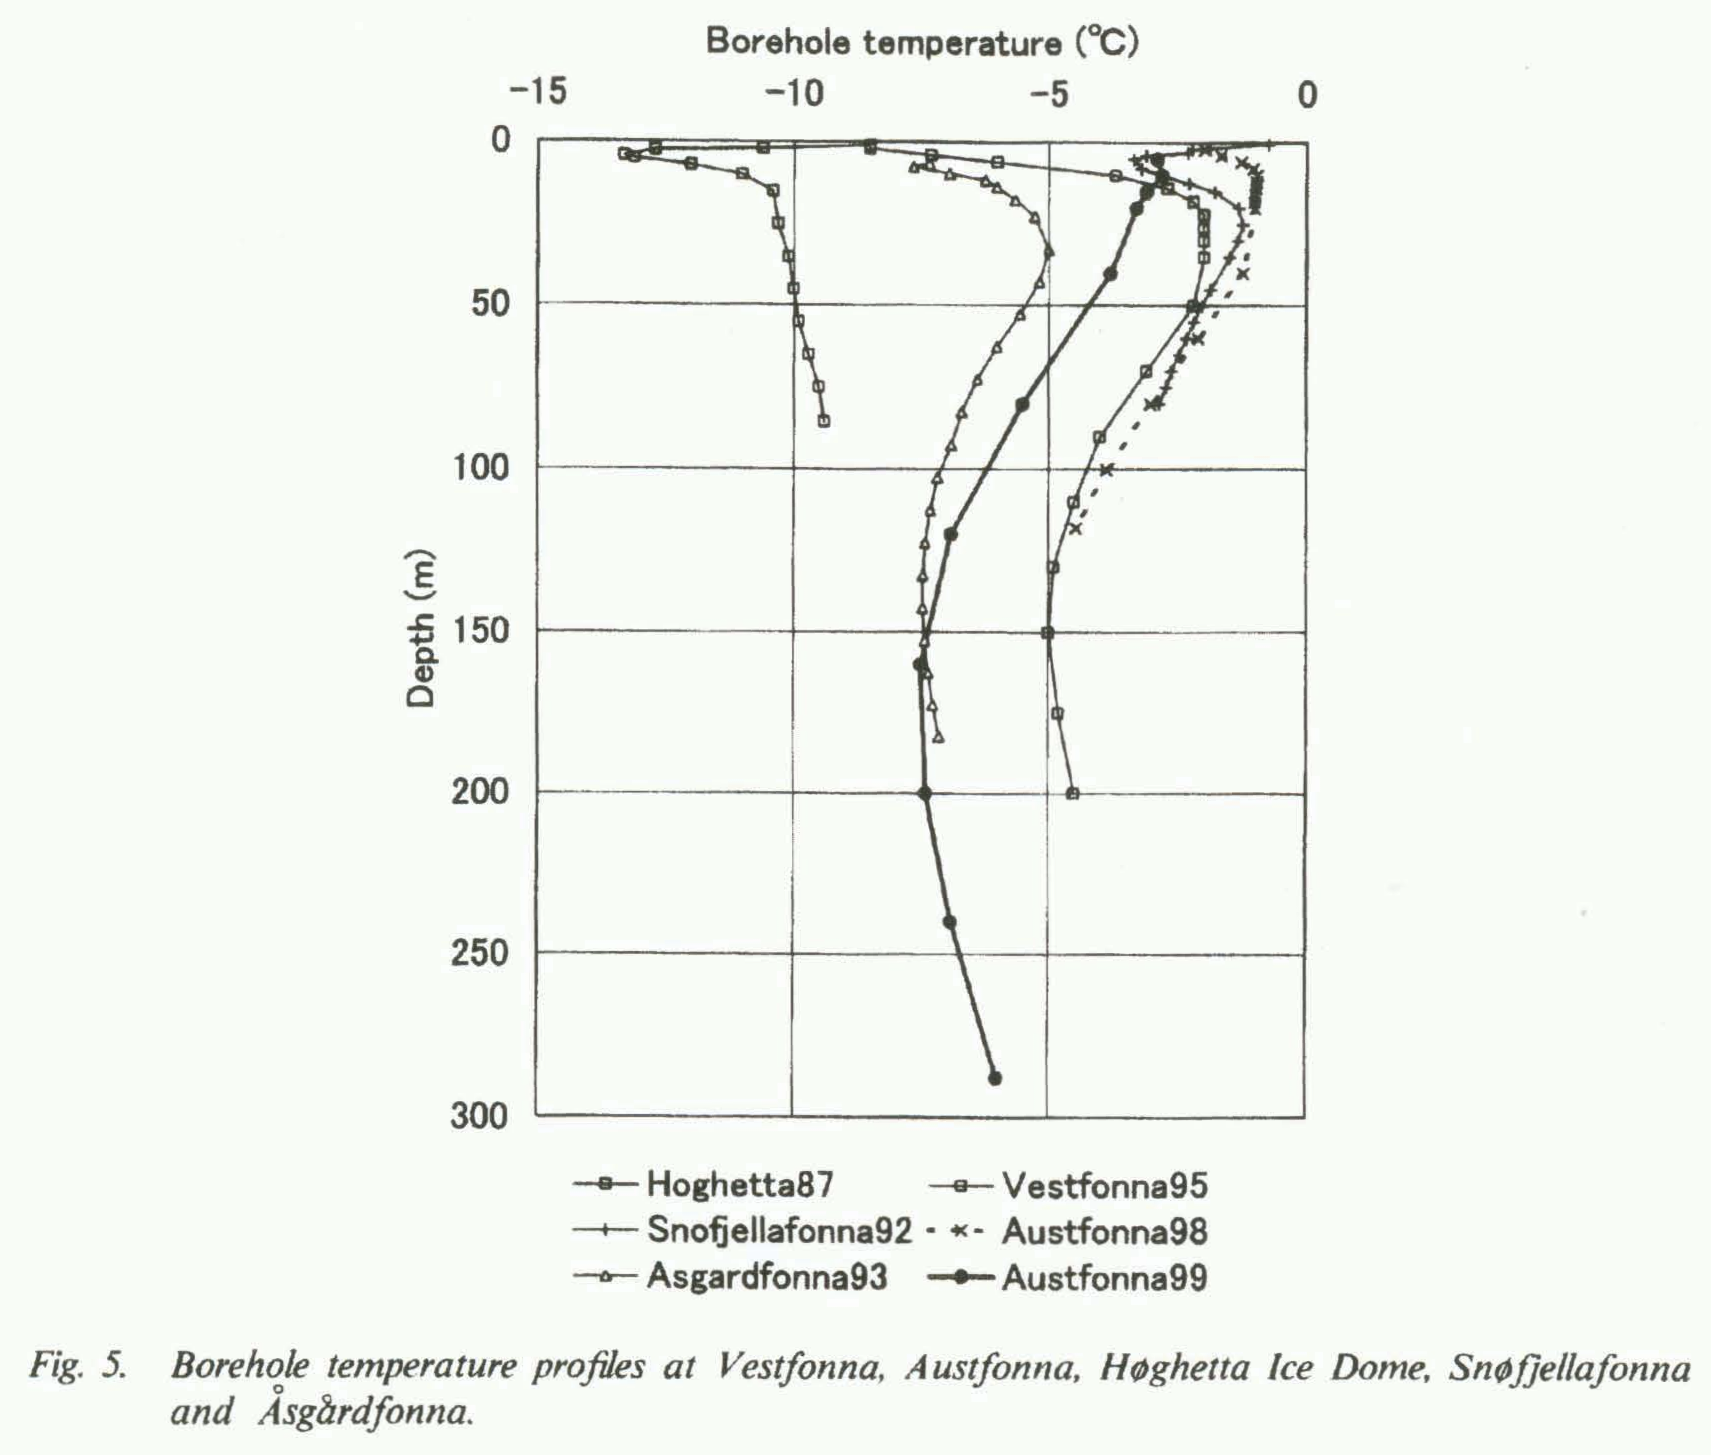 Borehole temperature (°C)
-15 -10 -5 0
0
50
100
150
200
250
300
Depth (m)
Hoghetta87 Vestfonna95
Snofjellafonna92 Austfonna98
Asgardfonna93 Austfonna99
Fig. 5. Borehole temperature profiles at Vestfonna, Austfonna, Høghetta Ice Dome, Snøfjellafonna
and Åsgårdfonna.